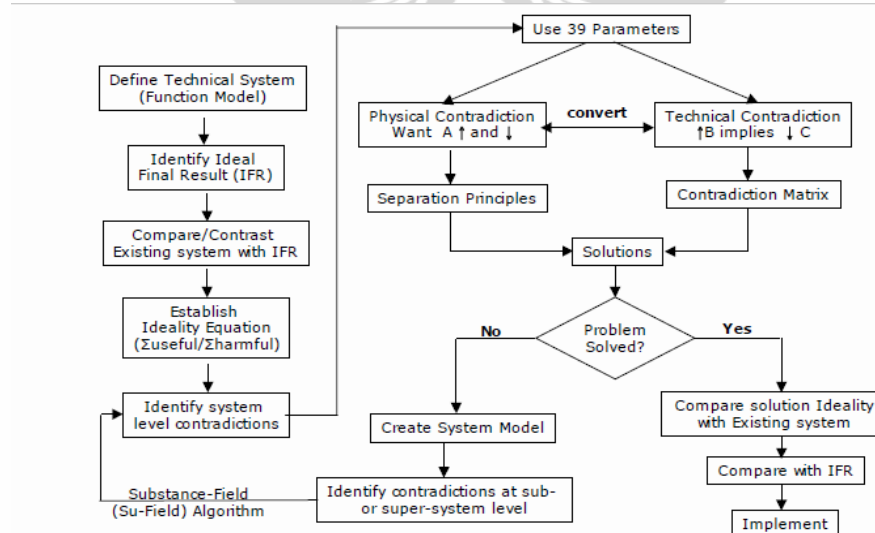 Define Technical System
(Function Model)
Identify Ideal
Final Result (IFR)
Compare/Contrast
Existing system with IFR
Establish
Ideality Equation
(Σuseful/Σharmful)
Identify system
level contradictions
Use 39 Parameters
Physical Contradiction
Want A ↑ and ↓
convert
Technical Contradiction
↑B implies ↓ C
Separation Principles
Contradiction Matrix
Solutions
Problem
Solved?
No
Yes
Create System Model
Identify contradictions at sub-
or super-system level
Substance-Field
(Su-Field) Algorithm
Compare solution Ideality
with Existing system
Compare with IFR
Implement